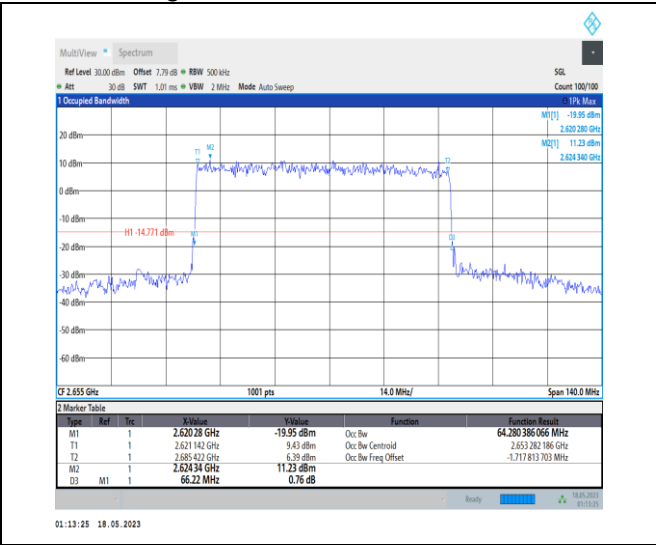 MultiView Spectrum
Ref Level 30.00 dBm Offset 7.79 dB RBW 500 kHz SGL
Att 30 dB SWT 1.01 ms VBW 2 MHz Mode Auto Sweep Count 100/100
1 Occupied Bandwidth 1Pk Max
M1[1] -19.95 dBm
2.620 280 GHz
M2[1] 11.23 dBm
2.624 340 GHz
20 dBm
T1 M2
T2
10 dBm
0 dBm
-10 dBm
H1 -14.771 dBm M1
D3
-20 dBm
-30 dBm
-40 dBm
-50 dBm
-60 dBm
CF 2.655 GHz 1001 pts 14.0 MHz/ Span 140.0 MHz
2 Marker Table
Type Ref Trc X-Value Y-Value Function Function Result
M1 1 2.620 28 GHz -19.95 dBm Occ Bw 64.280 386 066 MHz
T1 1 2.621 142 GHz 9.43 dBm Occ Bw Centroid 2.653 282 186 GHz
T2 1 2.685 422 GHz 6.39 dBm Occ Bw Freq Offset -1.717 813 703 MHz
M2 1 2.624 34 GHz 11.23 dBm
D3 M1 1 66.22 MHz 0.76 dB
Ready 18.05.2023
01:13:25
01:13:25 18.05.2023